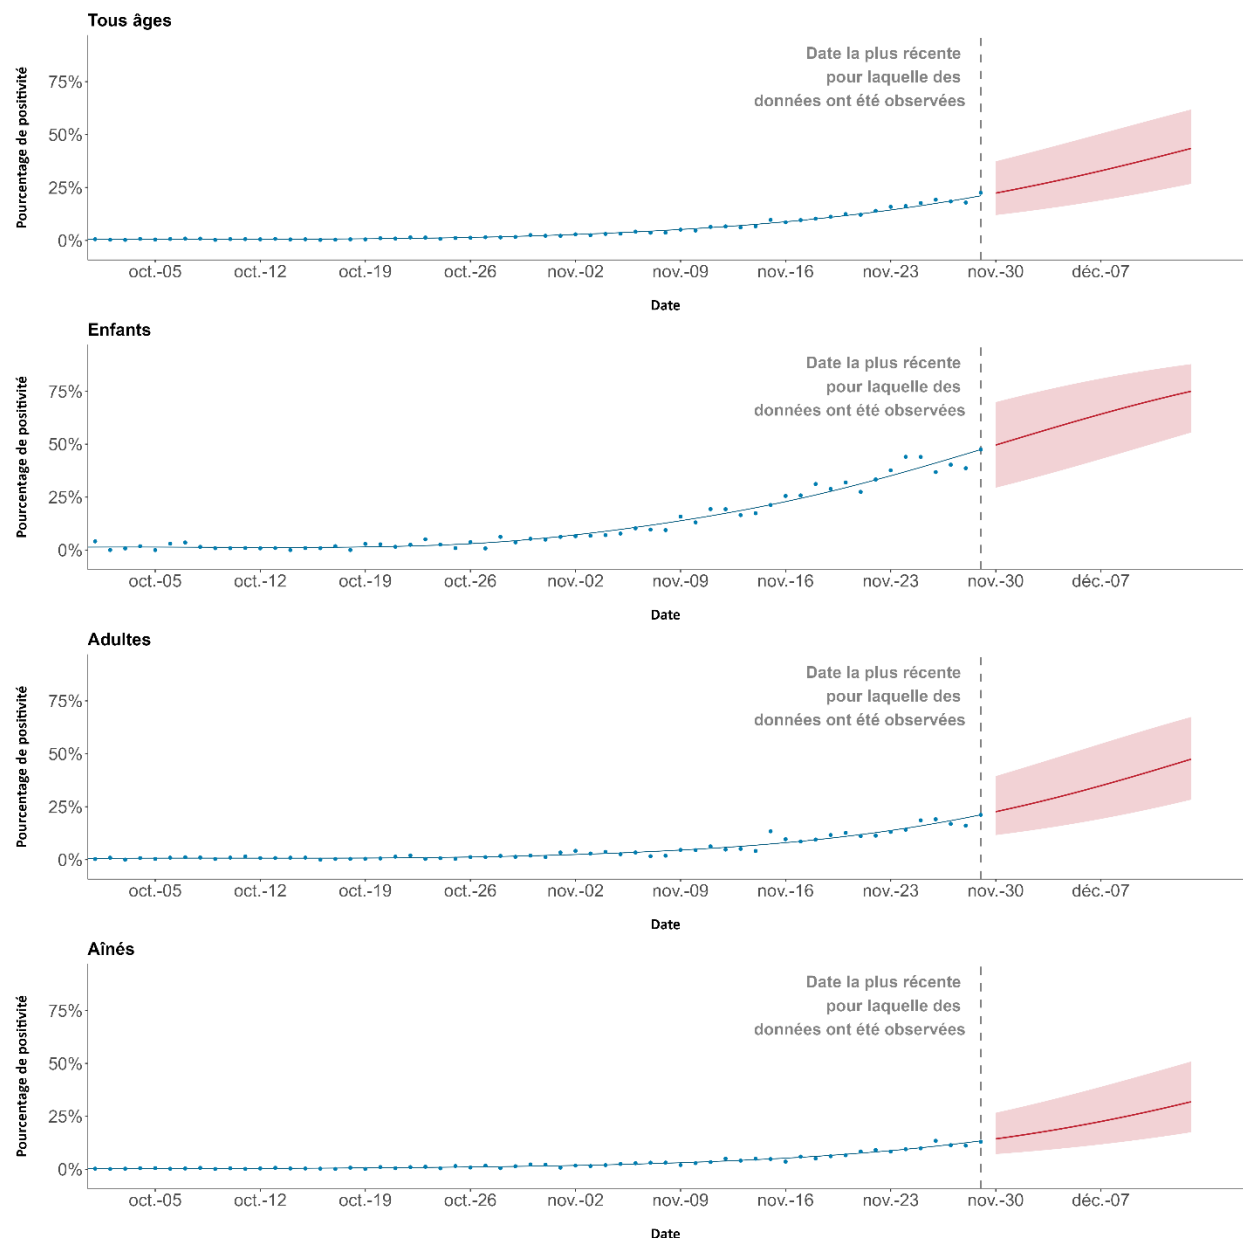 Tous âges
Pourcentage de positivité
75%
50%
25%
0%
Date la plus récente
pour laquelle des
données ont été observées
oct.-05 oct.-12 oct.-19 oct.-26 nov.-02 nov.-09 nov.-16 nov.-23 nov.-30 déc.-07
Date
Enfants
Pourcentage de positivité
75%
50%
25%
0%
Date la plus récente
pour laquelle des
données ont été observées
oct.-05 oct.-12 oct.-19 oct.-26 nov.-02 nov.-09 nov.-16 nov.-23 nov.-30 déc.-07
Date
Adultes
Pourcentage de positivité
75%
50%
25%
0%
Date la plus récente
pour laquelle des
données ont été observées
oct.-05 oct.-12 oct.-19 oct.-26 nov.-02 nov.-09 nov.-16 nov.-23 nov.-30 déc.-07
Date
Aînés
Pourcentage de positivité
75%
50%
25%
0%
Date la plus récente
pour laquelle des
données ont été observées
oct.-05 oct.-12 oct.-19 oct.-26 nov.-02 nov.-09 nov.-16 nov.-23 nov.-30 déc.-07
Date